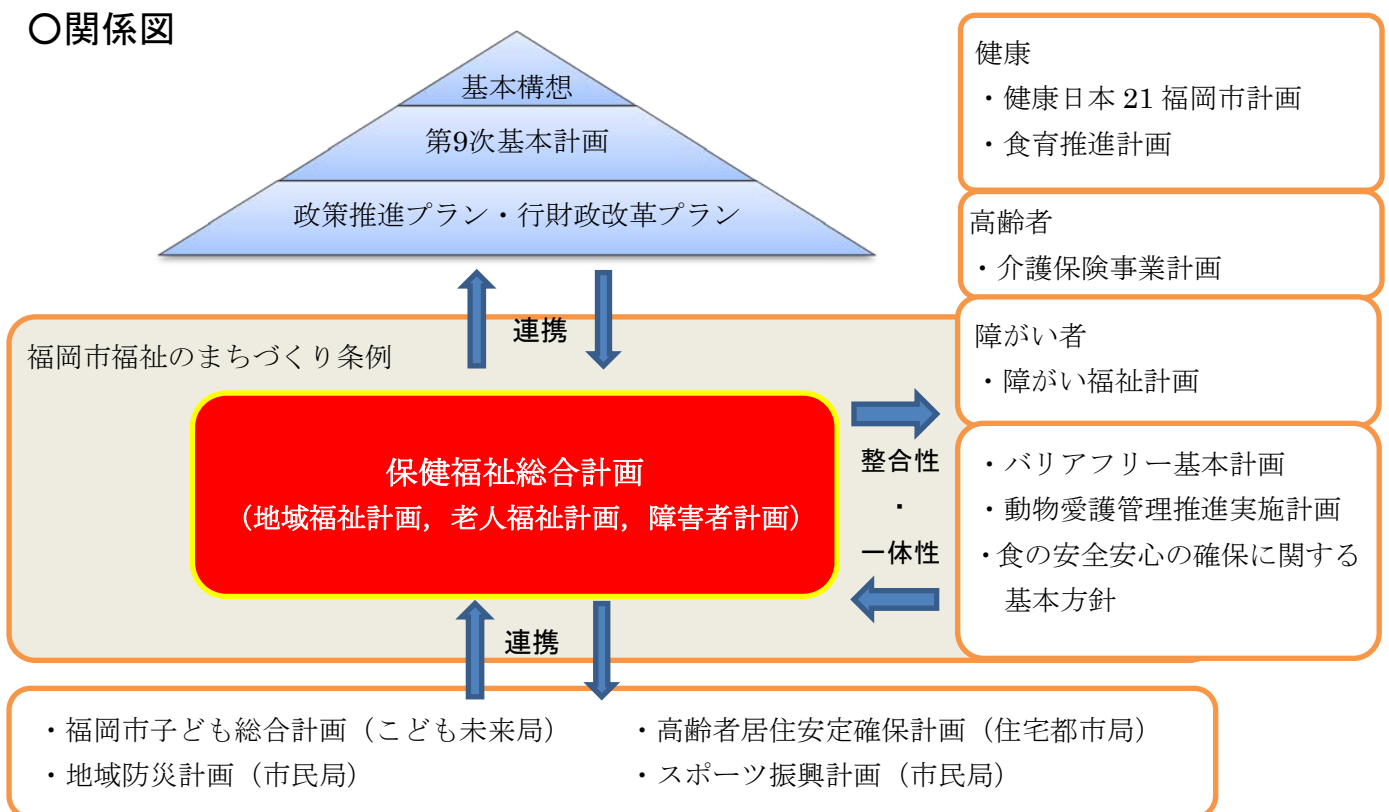 〇関係図
基本構想
第9次基本計画
政策推進プラン・行財政改革プラン
連携
福岡市福祉のまちづくり条例
保健福祉総合計画
（地域福祉計画，老人福祉計画，障害者計画）
整合性
・
一体性
連携
健康
・健康日本 21 福岡市計画
・食育推進計画
高齢者
・介護保険事業計画
障がい者
・障がい福祉計画
・バリアフリー基本計画
・動物愛護管理推進実施計画
・食の安全安心の確保に関する
基本方針
・福岡市子ども総合計画（こども未来局）
・地域防災計画（市民局）
・高齢者居住安定確保計画（住宅都市局）
・スポーツ振興計画（市民局）